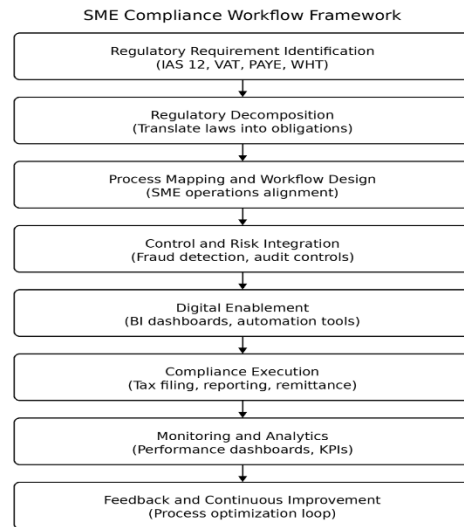 SME Compliance Workflow Framework
Regulatory Requirement Identification
(IAS 12, VAT, PAYE, WHT)
Regulatory Decomposition
(Translate laws into obligations)
Process Mapping and Workflow Design
(SME operations alignment)
Control and Risk Integration
(Fraud detection, audit controls)
Digital Enablement
(BI dashboards, automation tools)
Compliance Execution
(Tax filing, reporting, remittance)
Monitoring and Analytics
(Performance dashboards, KPIs)
Feedback and Continuous Improvement
(Process optimization loop)